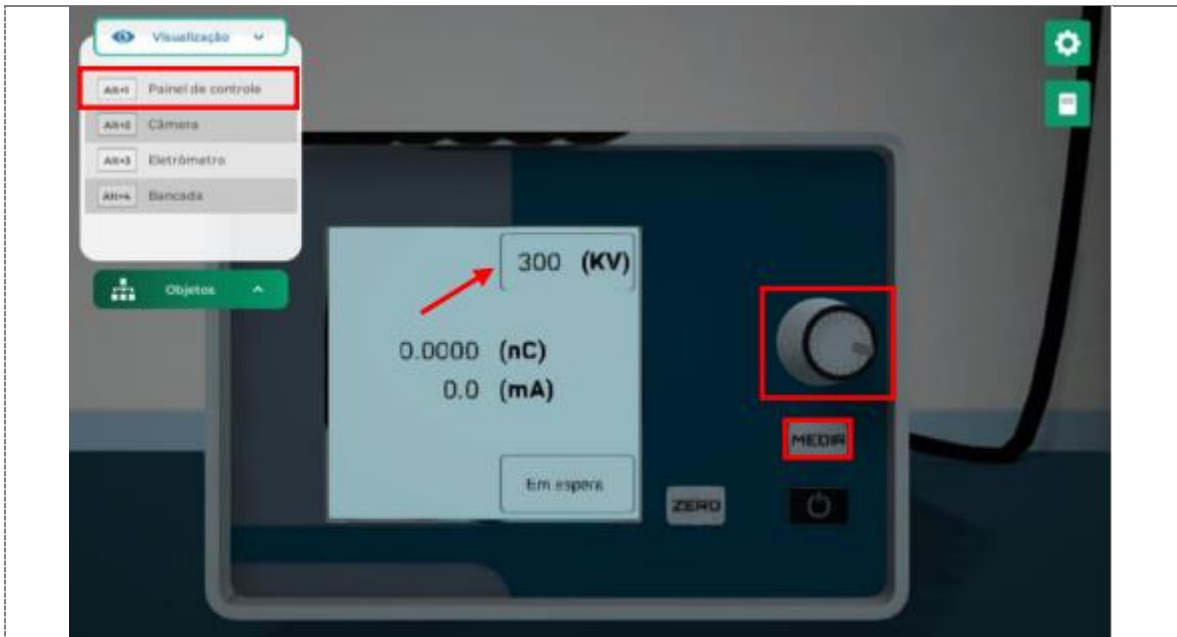 Visualização
Alt+1 Painel de controle
Alt+2 Câmera
Alt+3 Eletrômetro
Alt+4 Bancada
Objetos
300 (KV)
0.0000 (nC)
0.0 (mA)
Em espera
MEDIR
ZERO